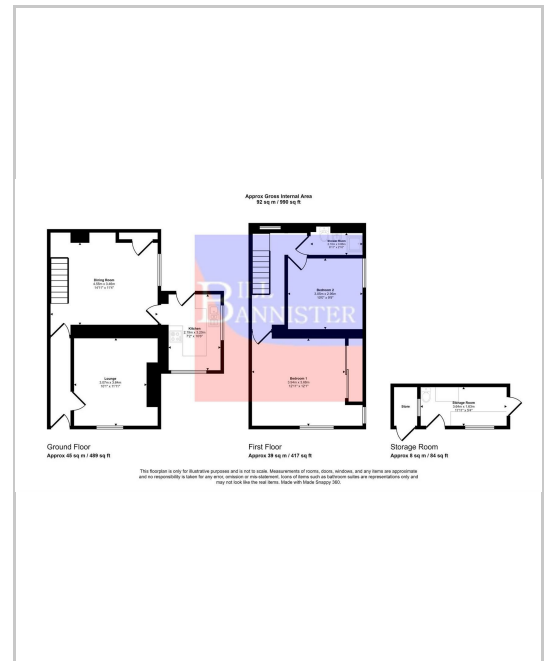 Approx Gross Internal Area
92 sq m / 990 sq ft
Dining Room
Kitchen
Lounge
Shower Room
Bedroom 2
BILL
BANNISTER
Bedroom 1
Store
Storage Room
Ground Floor
Approx 45 sq m / 489 sq ft
First Floor
Approx 39 sq m / 417 sq ft
Storage Room
Approx 8 sq m / 84 sq ft
This floorplan is only for illustrative purposes and is not to scale. Measurements of rooms, doors, windows, and any items are approximate
and no responsibility is taken for any error, omission or mis-statement. Icons of items such as bathroom suites are representations only and
may not look like the real items. Made with Made Snappy 360.